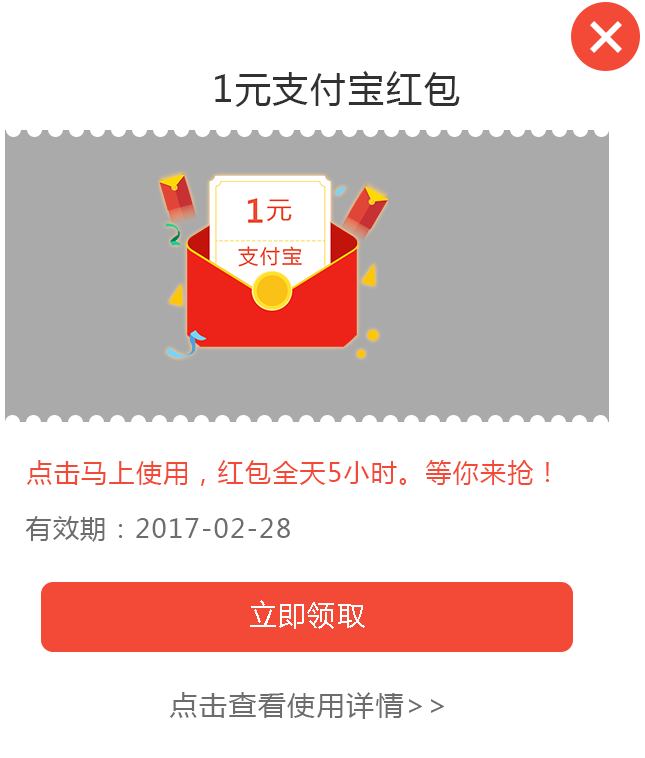 1元支付宝红包
1元
支付宝
点击马上使用，红包全天5小时。等你来抢！
有效期：2017-02-28
立即领取
点击查看使用详情>>